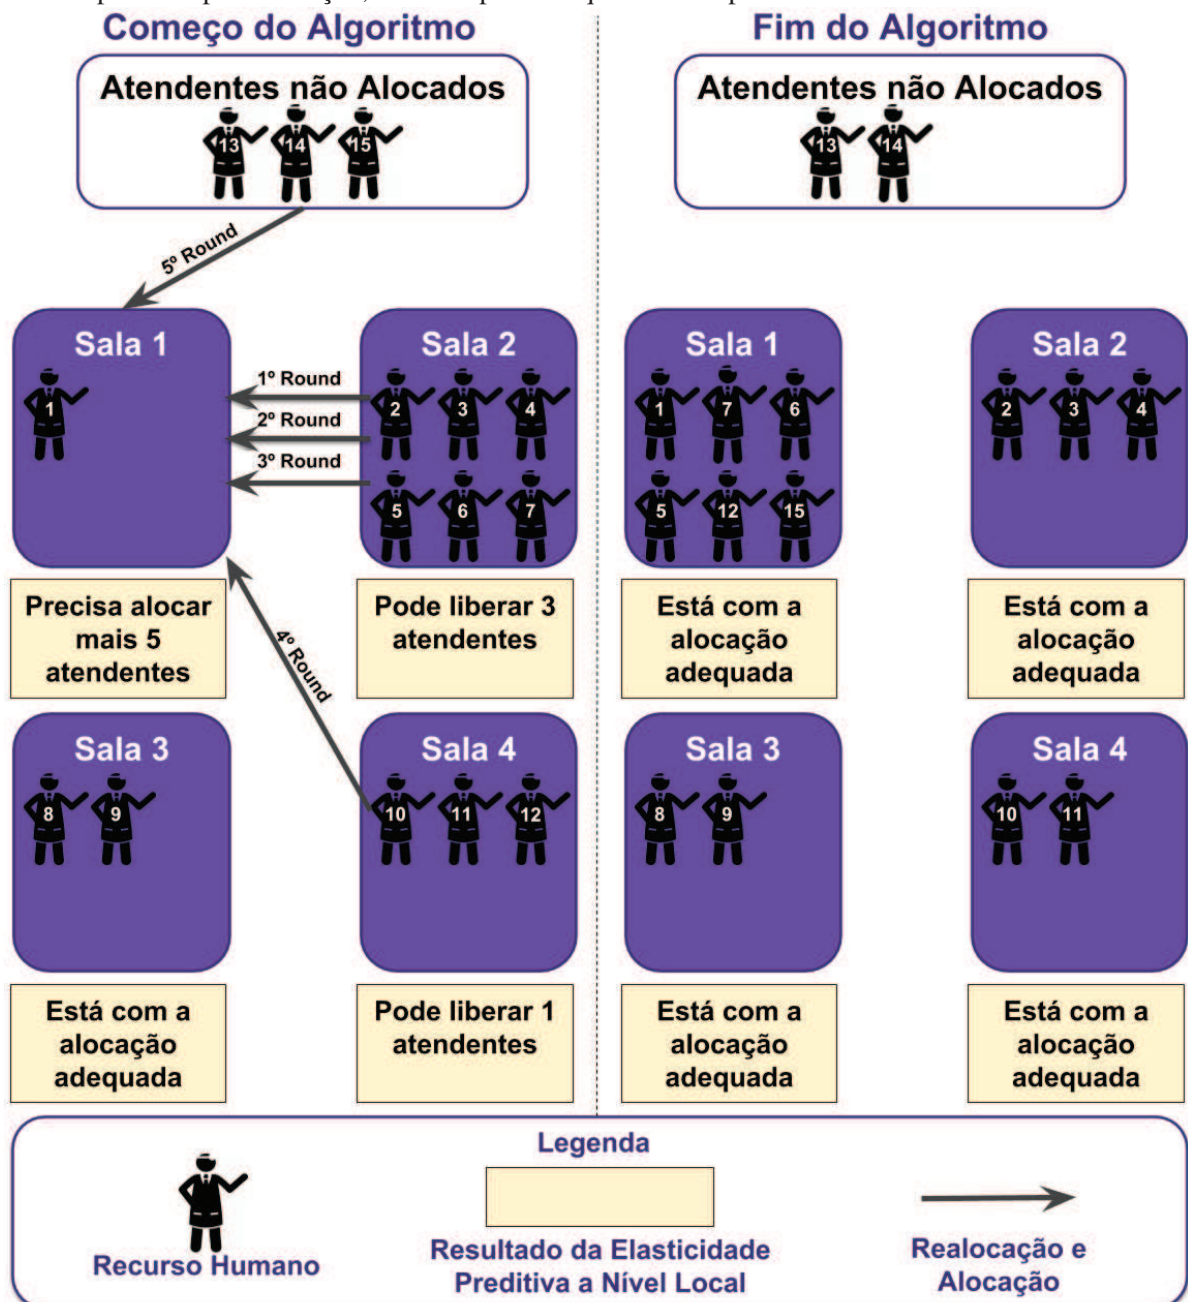 Começo do Algoritmo
Fim do Algoritmo
Atendentes não Alocados
13 14 15
Atendentes não Alocados
13 14
5º Round
Sala 1
1
Sala 2
2 3 4
5 6 7
1º Round
2º Round
3º Round
Sala 1
1 7 6
5 12 15
Sala 2
2 3 4
Precisa alocar
mais 5
atendentes
Pode liberar 3
atendentes
Está com a
alocação
adequada
Está com a
alocação
adequada
4º Round
Sala 3
8 9
Sala 4
10 11 12
Sala 3
8 9
Sala 4
10 11
Está com a
alocação
adequada
Pode liberar 1
atendentes
Está com a
alocação
adequada
Está com a
alocação
adequada
Legenda
Recurso Humano
Resultado da Elasticidade
Preditiva a Nível Local
Realocação e
Alocação